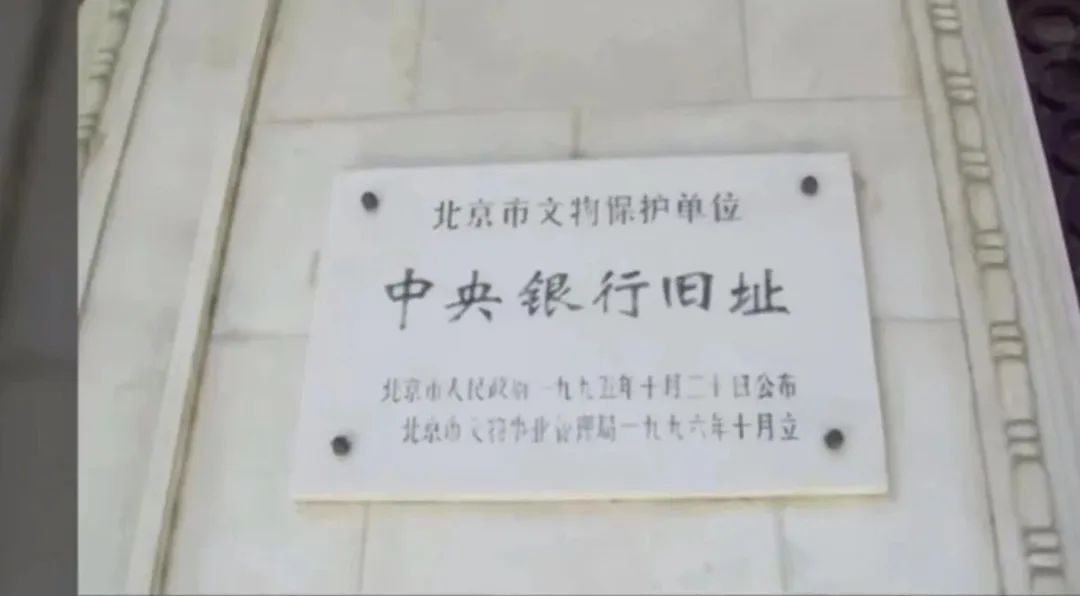 北京市文物保护单位
中央银行旧址
北京市人民政府一九九五年十月二十日公布
北京市文物事业管理局一九九六年十月立